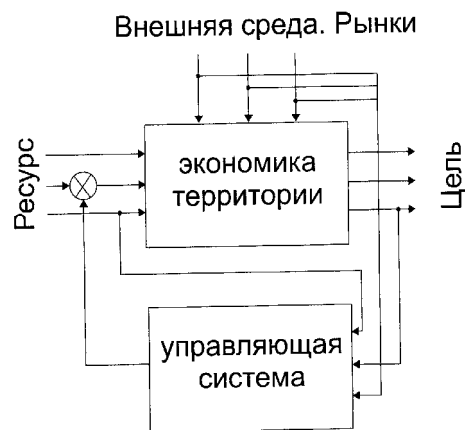 Внешняя среда. Рынки
Ресурс
экономика
территории
Цель
управляющая
система